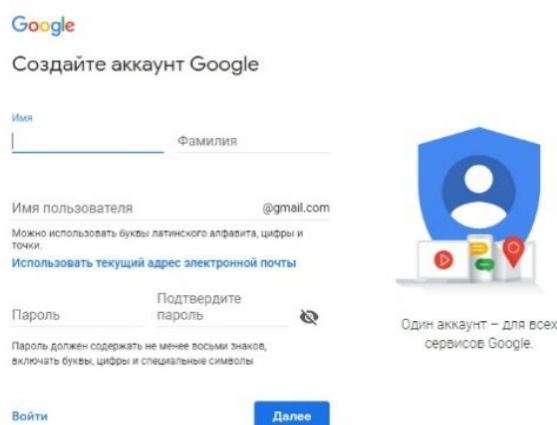 Google
Создайте аккаунт Google
Имя
Фамилия
Имя пользователя @gmail.com
Можно использовать буквы латинского алфавита, цифры и
точки.
Использовать текущий адрес электронной почты
Пароль
Подтвердите
пароль
Пароль должен содержать не менее восьми знаков,
включать буквы, цифры и специальные символы
Один аккаунт – для всех
сервисов Google.
Войти
Далее